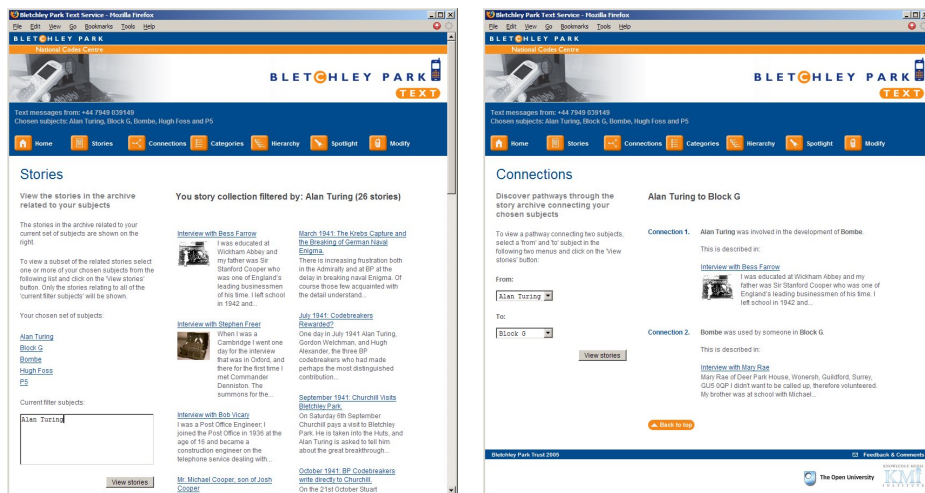 Bletchley Park Text Service - Mozilla Firefox
File Edit View Go Bookmarks Tools Help
BLETCHLEY PARK
National Codes Centre
BLETCHLEY PARK
TEXT
Text messages from: +44 7949 839149
Chosen subjects: Alan Turing, Block G, Bombe, Hugh Foss and P5
Home Stories Connections Categories Hierarchy Spotlight Modify
Stories
View the stories in the archive
related to your subjects
The stories in the archive related to your
current set of subjects are shown on the
right.
To view a subset of the related stories select
one or more of your chosen subjects from the
following list and click on the 'View stories'
button. Only the stories relating to all of the
'current filter subjects' will be shown.
Your chosen set of subjects:
Alan Turing
Block G
Bombe
Hugh Foss
P5
Current filter subjects:
Alan Turing
View stories
You story collection filtered by: Alan Turing (26 stories)
Interview with Bess Farrow
I was educated at
Wickham Abbey and
my father was Sir
Stanford Cooper who
was one of England's
leading businessmen
of his time. I left school
in 1942 and...
Interview with Stephen Freer
When I was a
Cambridge I went one
day for the interview
that was in Oxford, and
there for the first time I
met Commander
Denniston. The
summons for the...
Interview with Bob Vicary
I was a Post Office Engineer; I
joined the Post Office in 1936 at the
age of 16 and became a
construction engineer on the
telephone service dealing with...
Mr. Michael Cooper, son of Josh
Cooper
March 1941: The Krebs Capture and
the Breaking of German Naval
Enigma.
There is increasing frustration both
in the Admiralty and at BP at the
delay in breaking naval Enigma. Of
course those few acquainted with
the detail understand...
July 1941: Codebreakers
Rewarded?
One day in July 1941 Alan Turing,
Gordon Welchman, and Hugh
Alexander, the three BP
codebreakers who had made
perhaps the most distinguished
contribution...
September 1941: Churchill Visits
Bletchley Park.
On Saturday 6th September
Churchill pays a visit to Bletchley
Park. He is taken into the Huts, and
Alan Turing is asked to tell him
about the great breakthrough...
October 1941: BP Codebreakers
write directly to Churchill.
On the 21st October Stuart
Bletchley Park Text Service - Mozilla Firefox
File Edit View Go Bookmarks Tools Help
BLETCHLEY PARK
National Codes Centre
BLETCHLEY PARK
TEXT
Text messages from: +44 7949 839149
Chosen subjects: Alan Turing, Block G, Bombe, Hugh Foss and P5
Home Stories Connections Categories Hierarchy Spotlight Modify
Connections
Discover pathways through the
story archive connecting your
chosen subjects
To view a pathway connecting two subjects,
select a 'from' and 'to' subject in the
following two menus and click on the 'View
stories' button:
From:
Alan Turing
To:
Block G
View stories
Alan Turing to Block G
Connection 1. Alan Turing was involved in the development of Bombe.
This is described in:
Interview with Bess Farrow
I was educated at Wickham Abbey and my
father was Sir Stanford Cooper who was one of
England's leading businessmen of his time. I
left school in 1942 and...
Connection 2. Bombe was used by someone in Block G.
This is described in:
Interview with Mary Rae
Mary Rae of Deer Park House, Wonersh, Guildford, Surrey,
GU5 0QP I didn't want to be called up, therefore volunteered.
My brother was at school with Michael...
Back to top
Bletchley Park Trust 2005 Feedback & Comments
The Open University
KNOWLEDGE MEDIA
KMi
INSTITUTE